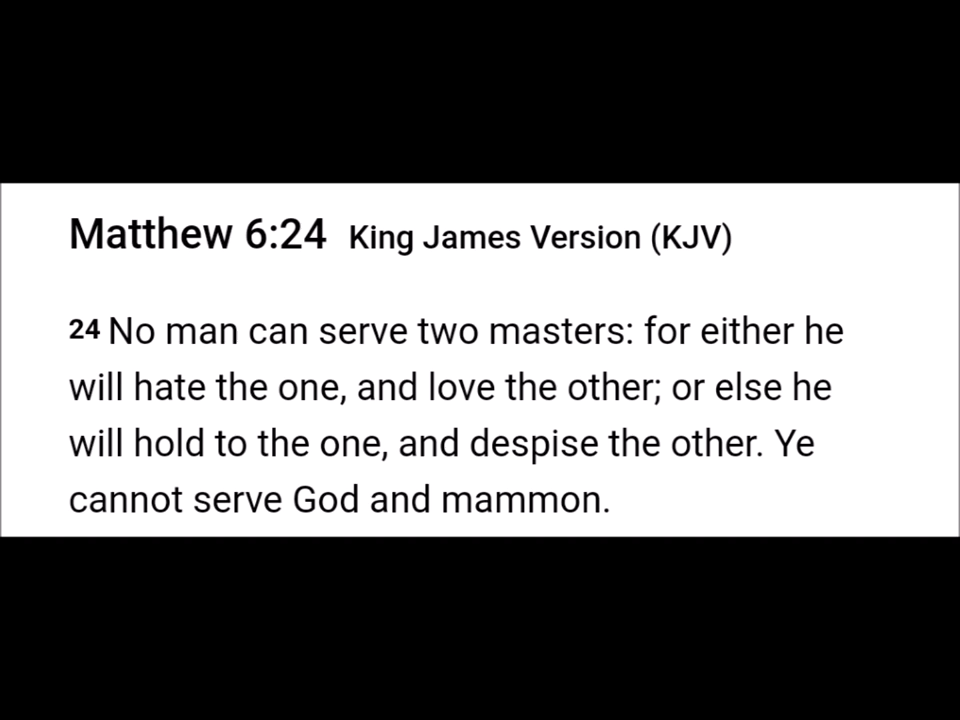 Matthew 6:24 King James Version (KJV)
24 No man can serve two masters: for either he
will hate the one, and love the other; or else he
will hold to the one, and despise the other. Ye
cannot serve God and mammon.